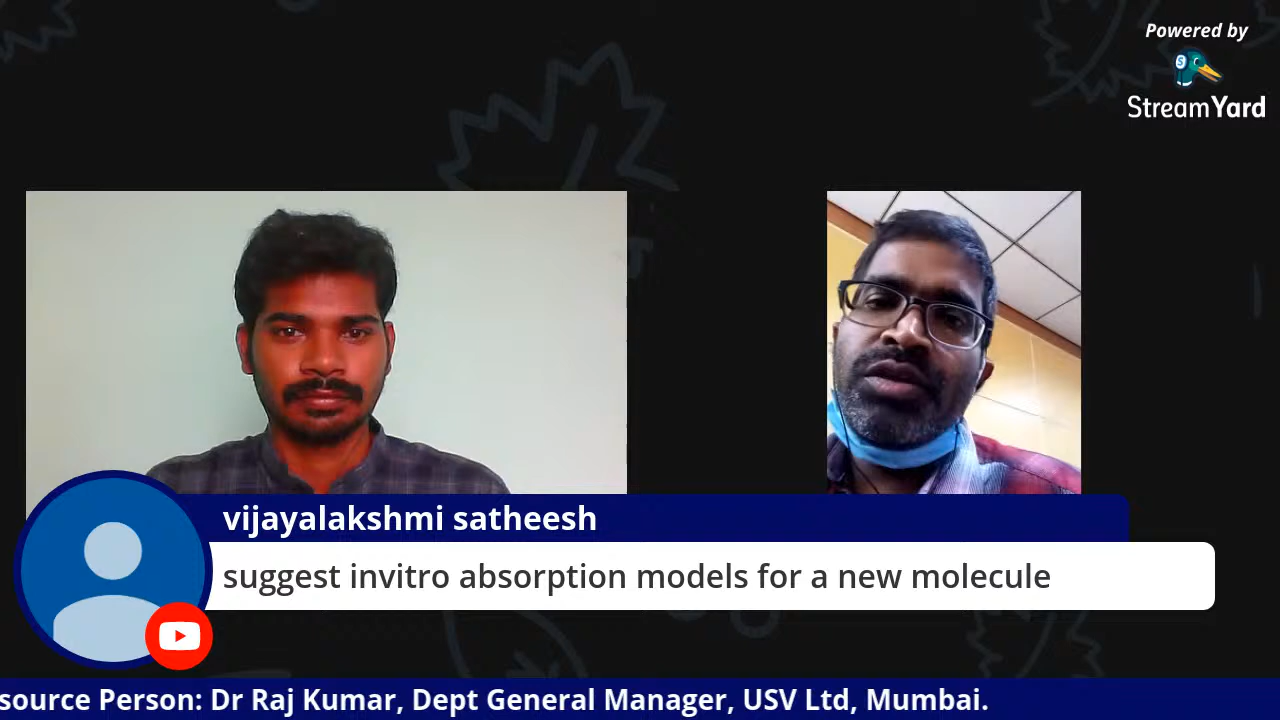 Powered by
StreamYard
vijayalakshmi satheesh
suggest invitro absorption models for a new molecule
source Person: Dr Raj Kumar, Dept General Manager, USV Ltd, Mumbai.